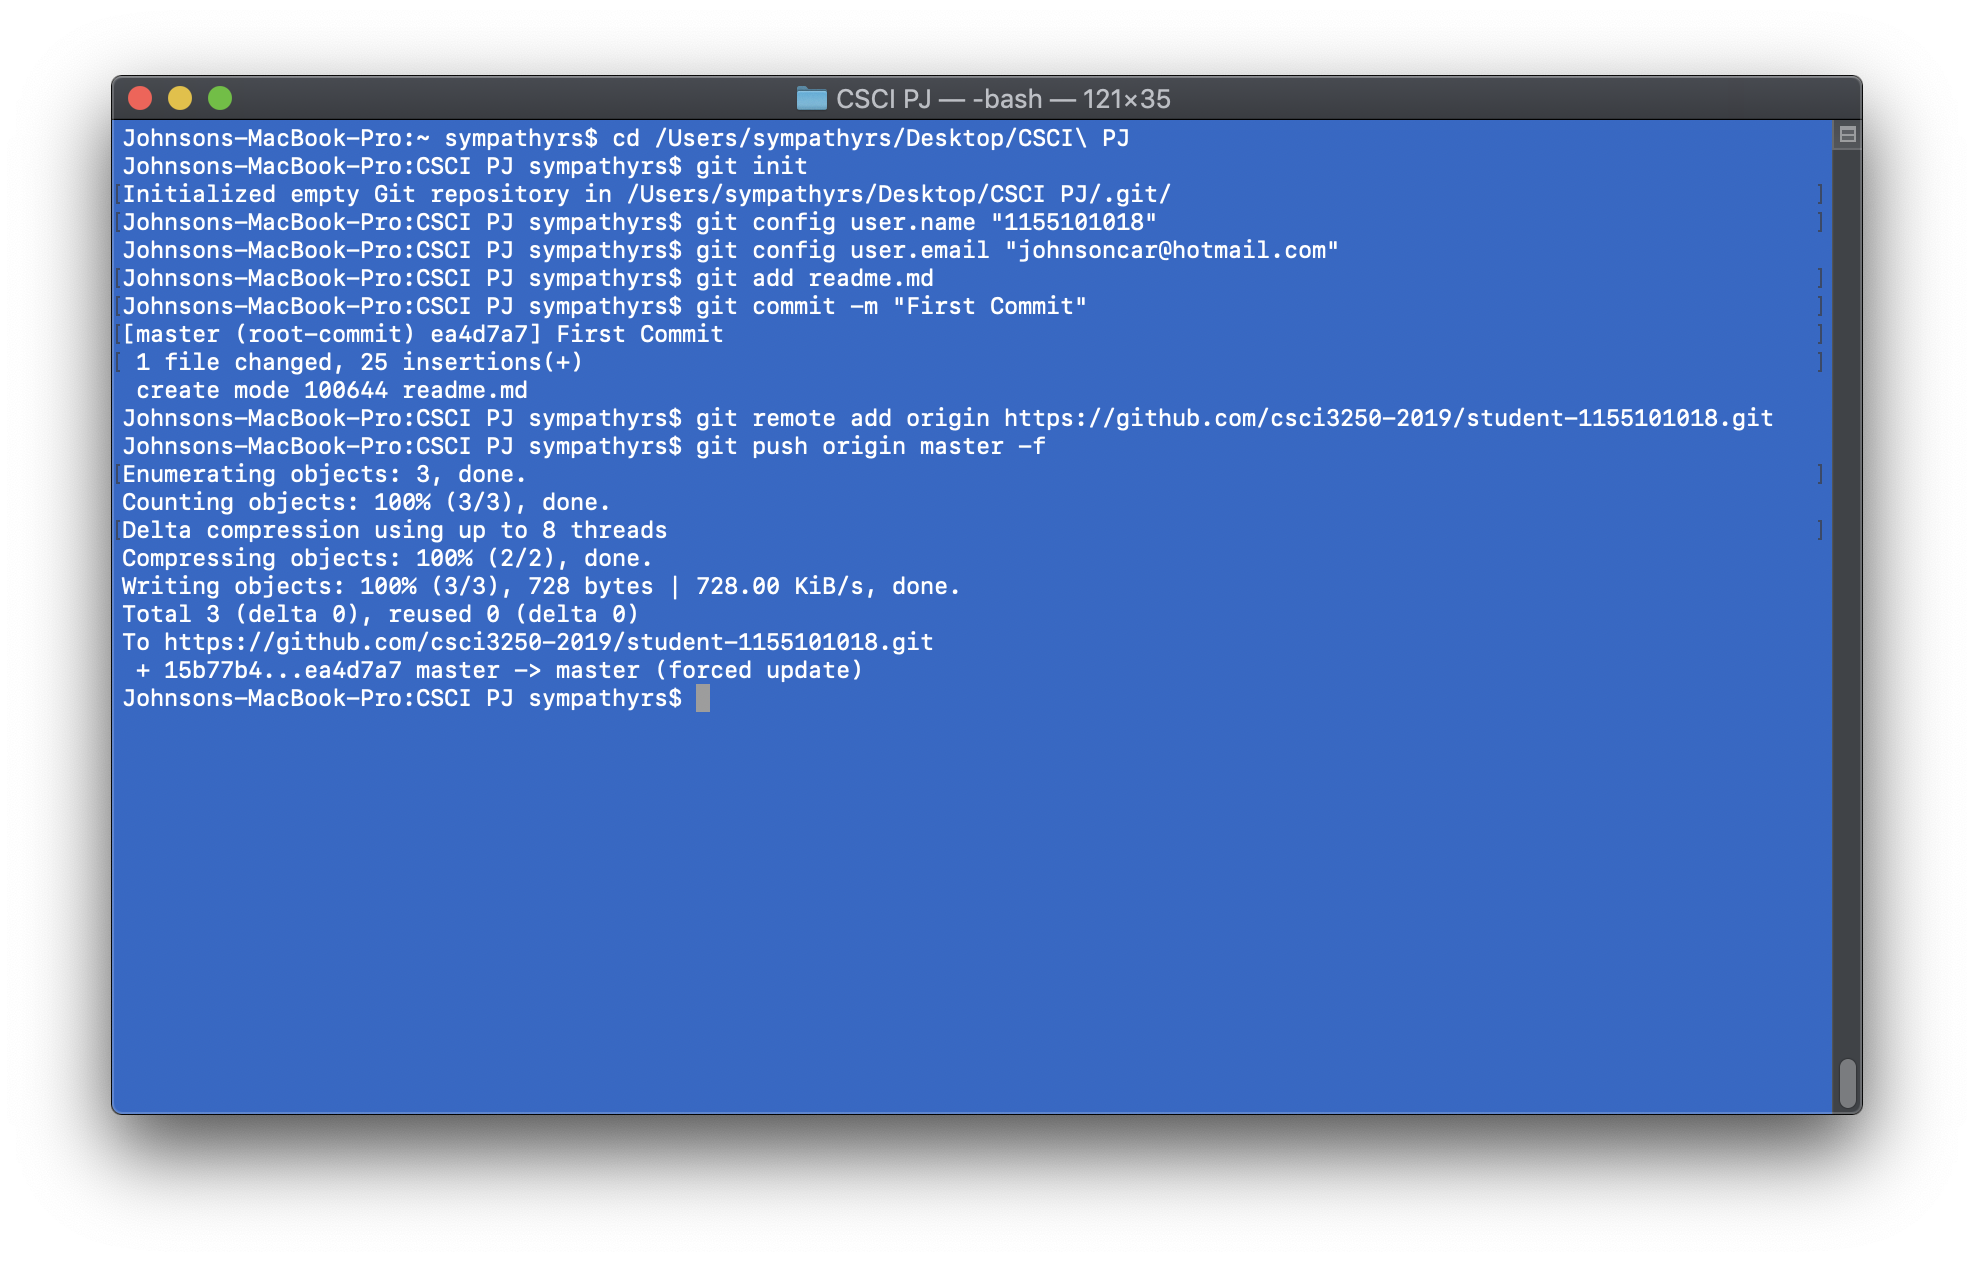 CSCI PJ — -bash — 121×35
Johnsons-MacBook-Pro:~ sympathyrs$ cd /Users/sympathyrs/Desktop/CSCI\ PJ
Johnsons-MacBook-Pro:CSCI PJ sympathyrs$ git init
[Initialized empty Git repository in /Users/sympathyrs/Desktop/CSCI PJ/.git/ ]
[Johnsons-MacBook-Pro:CSCI PJ sympathyrs$ git config user.name "1155101018" ]
Johnsons-MacBook-Pro:CSCI PJ sympathyrs$ git config user.email "johnsoncar@hotmail.com"
[Johnsons-MacBook-Pro:CSCI PJ sympathyrs$ git add readme.md ]
[Johnsons-MacBook-Pro:CSCI PJ sympathyrs$ git commit -m "First Commit" ]
[[master (root-commit) ea4d7a7] First Commit ]
[ 1 file changed, 25 insertions(+) ]
 create mode 100644 readme.md
Johnsons-MacBook-Pro:CSCI PJ sympathyrs$ git remote add origin https://github.com/csci3250-2019/student-1155101018.git
Johnsons-MacBook-Pro:CSCI PJ sympathyrs$ git push origin master -f
[Enumerating objects: 3, done. ]
Counting objects: 100% (3/3), done.
[Delta compression using up to 8 threads ]
Compressing objects: 100% (2/2), done.
Writing objects: 100% (3/3), 728 bytes | 728.00 KiB/s, done.
Total 3 (delta 0), reused 0 (delta 0)
To https://github.com/csci3250-2019/student-1155101018.git
 + 15b77b4...ea4d7a7 master -> master (forced update)
Johnsons-MacBook-Pro:CSCI PJ sympathyrs$